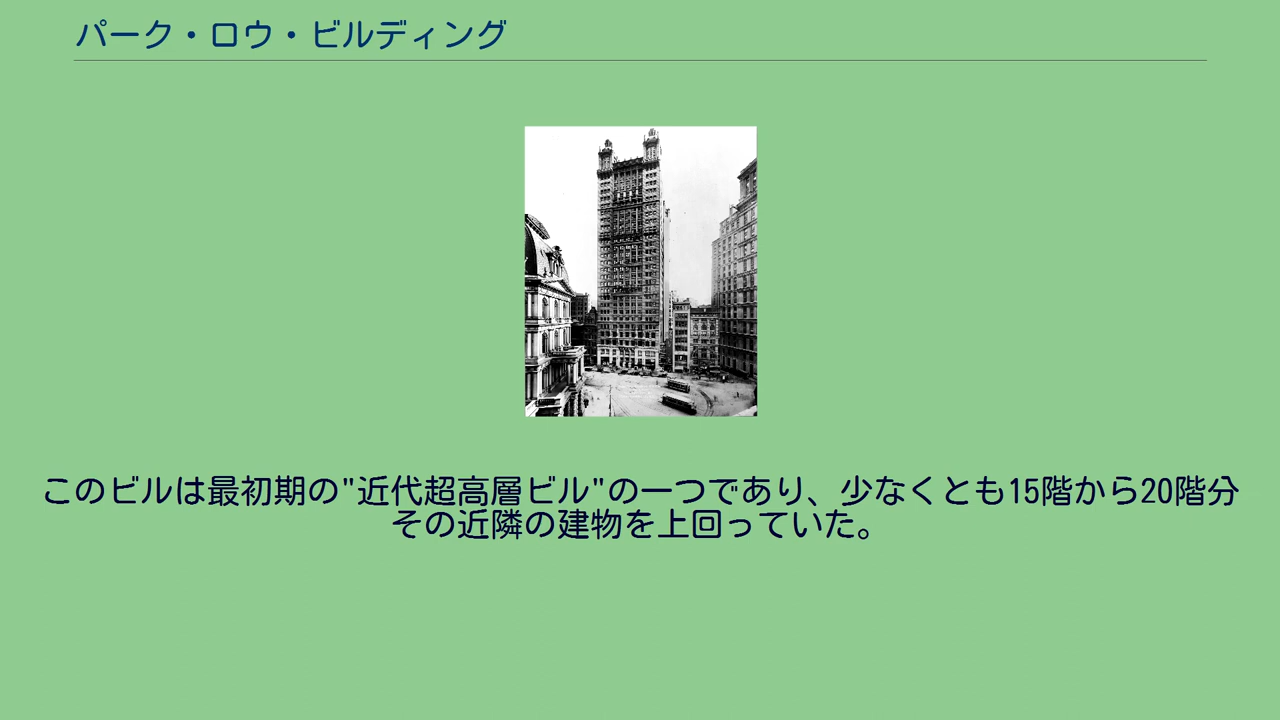 パーク・ロウ・ビルディング
このビルは最初期の"近代超高層ビル"の一つであり、少なくとも15階から20階分
その近隣の建物を上回っていた。